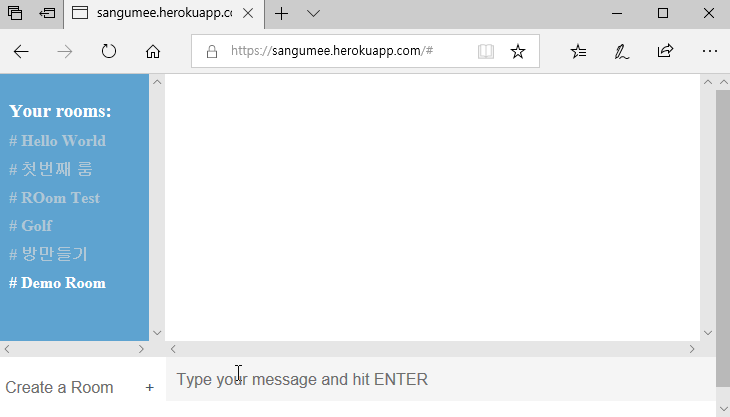 sangumee.herokuapp.co
https://sangumee.herokuapp.com/#
Your rooms:
# Hello World
# 첫번째 룸
# ROom Test
# Golf
# 방만들기
# Demo Room
Create a Room +
Type your message and hit ENTER